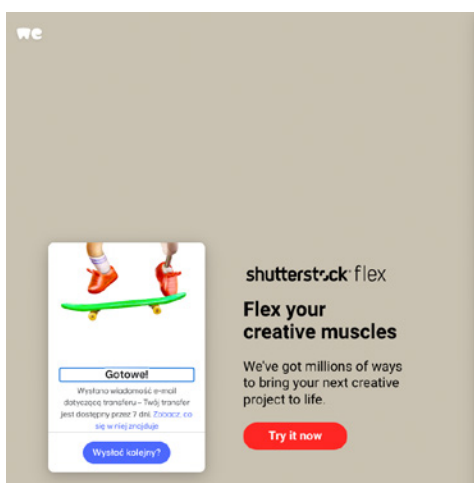 we
shutterstock flex
Flex your
creative muscles
We've got millions of ways
to bring your next creative
project to life.
Try it now
Gotowe!
Wysłano wiadomość e-mail
dotyczącą transferu – Twój transfer
jest dostępny przez 7 dni. Zobacz, co
się w niej znajduje
Wysłać kolejny?